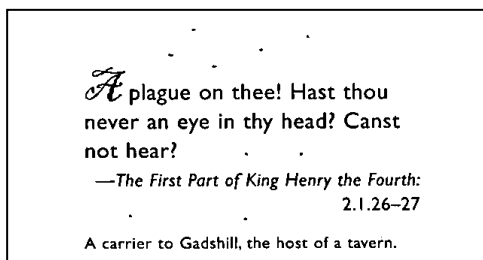 A plague on thee! Hast thou
never an eye in thy head? Canst
not hear?
—The First Part of King Henry the Fourth:
2.1.26–27
A carrier to Gadshill, the host of a tavern.